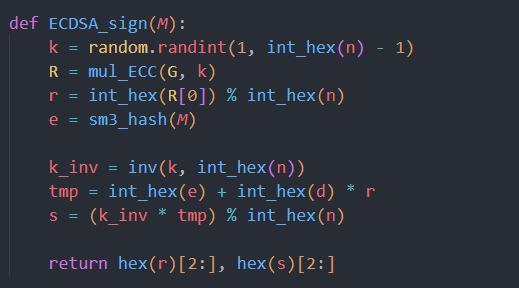 def ECDSA_sign(M):
    k = random.randint(1, int_hex(n) - 1)
    R = mul_ECC(G, k)
    r = int_hex(R[0]) % int_hex(n)
    e = sm3_hash(M)

    k_inv = inv(k, int_hex(n))
    tmp = int_hex(e) + int_hex(d) * r
    s = (k_inv * tmp) % int_hex(n)

    return hex(r)[2:], hex(s)[2:]